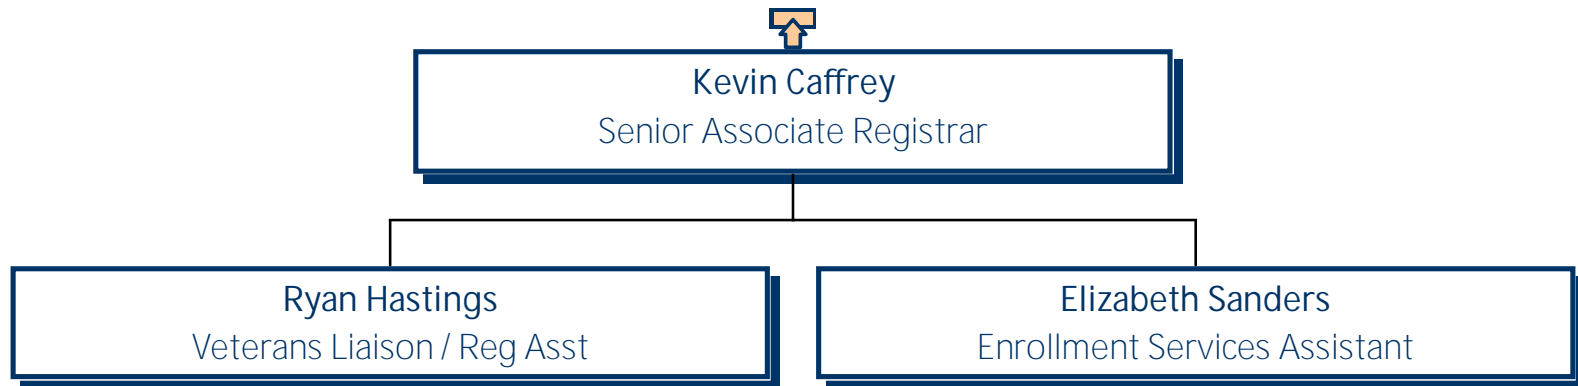 Kevin Caffrey
Senior Associate Registrar
Ryan Hastings
Veterans Liaison / Reg Asst
Elizabeth Sanders
Enrollment Services Assistant